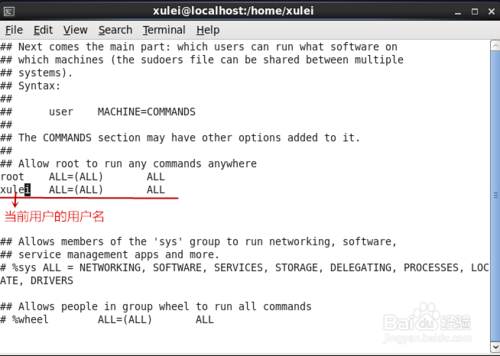 xulei@localhost:/home/xulei
File Edit View Search Terminal Help
## Next comes the main part: which users can run what software on
## which machines (the sudoers file can be shared between multiple
## systems).
## Syntax:
##
##      user    MACHINE=COMMANDS
##
## The COMMANDS section may have other options added to it.
##
## Allow root to run any commands anywhere
root    ALL=(ALL)       ALL
xulei   ALL=(ALL)       ALL
当前用户的用户名
## Allows members of the 'sys' group to run networking, software,
## service management apps and more.
# %sys ALL = NETWORKING, SOFTWARE, SERVICES, STORAGE, DELEGATING, PROCESSES, LOC
ATE, DRIVERS
## Allows people in group wheel to run all commands
# %wheel        ALL=(ALL)       ALL
Baidu 经验
jingyan.baidu.com